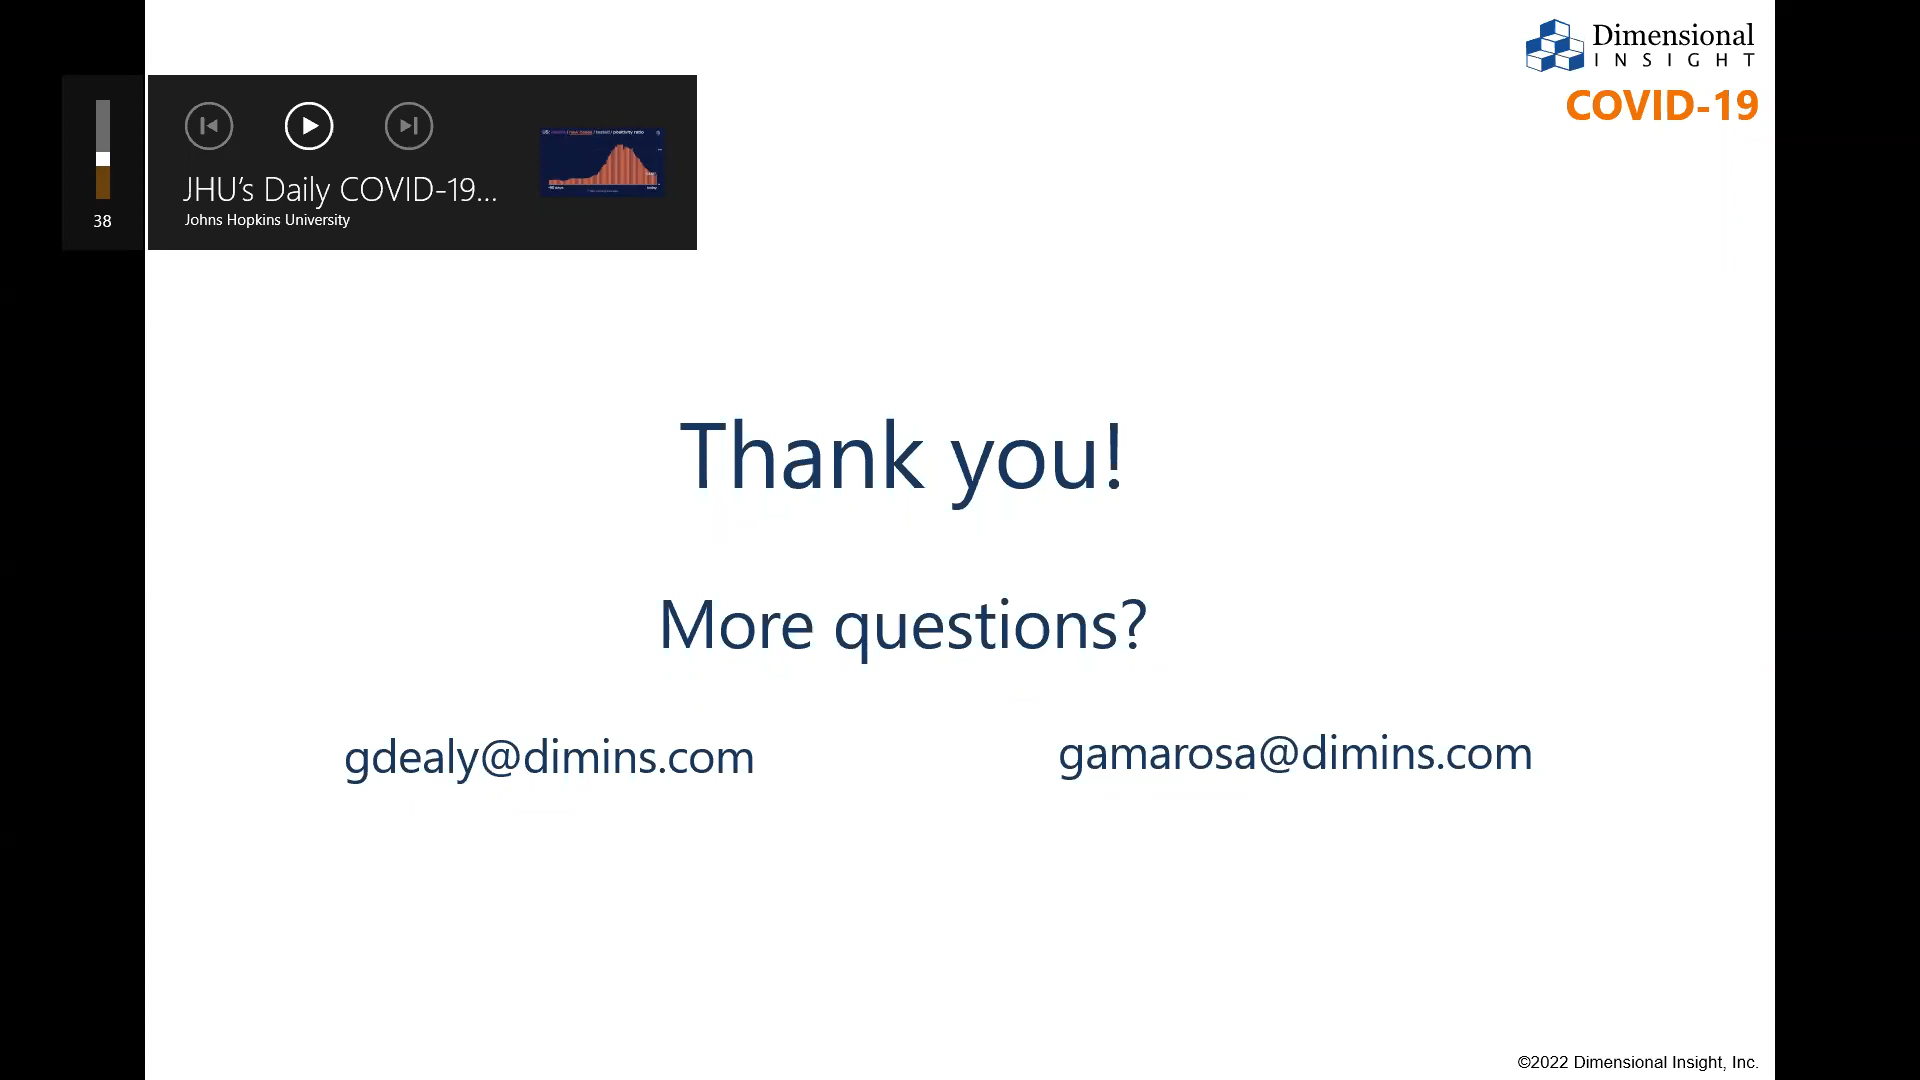 Dimensional
INSIGHT
COVID-19
38
JHU’s Daily COVID-19...
Johns Hopkins University
today
Thank you!
More questions?
gdealy@dimins.com
gamarosa@dimins.com
©2022 Dimensional Insight, Inc.